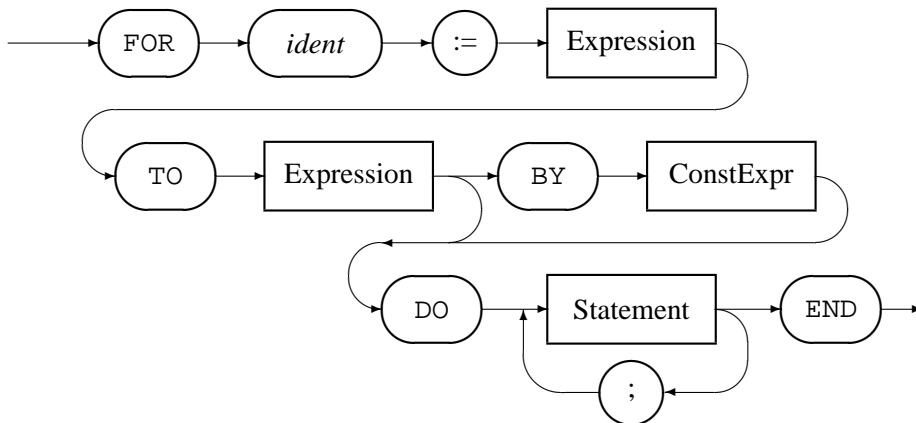 FOR ident := Expression
TO Expression BY ConstExpr
DO Statement END
;